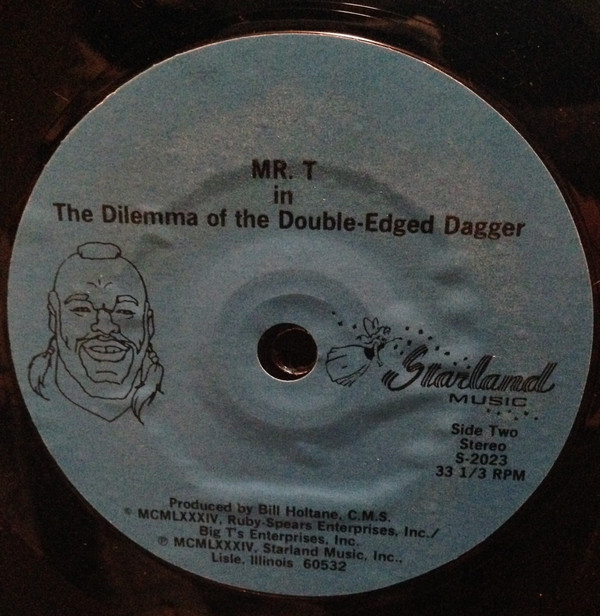 MR. T
in
The Dilemma of the Double-Edged Dagger
Starland
MUSIC
Side Two
Stereo
S-2023
33 1/3 RPM
Produced by Bill Holtane, C.M.S.
© MCMLXXXIV, Ruby-Spears Enterprises, Inc./
Big T's Enterprises, Inc.
℗ MCMLXXXIV, Starland Music, Inc.,
Lisle, Illinois 60532